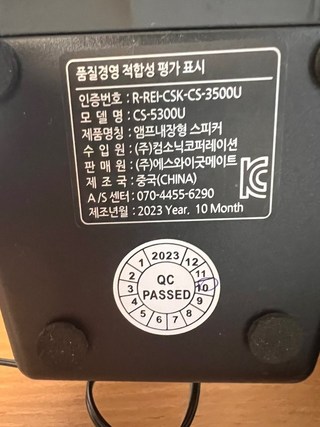 품질경영 적합성 평가 표시
인증번호 : R-REI-CSK-CS-3500U
모 델 명 : CS-5300U
제품명칭 : 앰프내장형 스피커
수 입 원 : (주)컴소닉코퍼레이션
판 매 원 : (주)에스와이굿메이트
제 조 국 : 중국(CHINA)
A/S 센터 : 070-4455-6290
제조년월 : 2023 Year. 10 Month
KC
2023
1 2 3 4 5 6 7 8 9 10 11 12
QC
PASSED